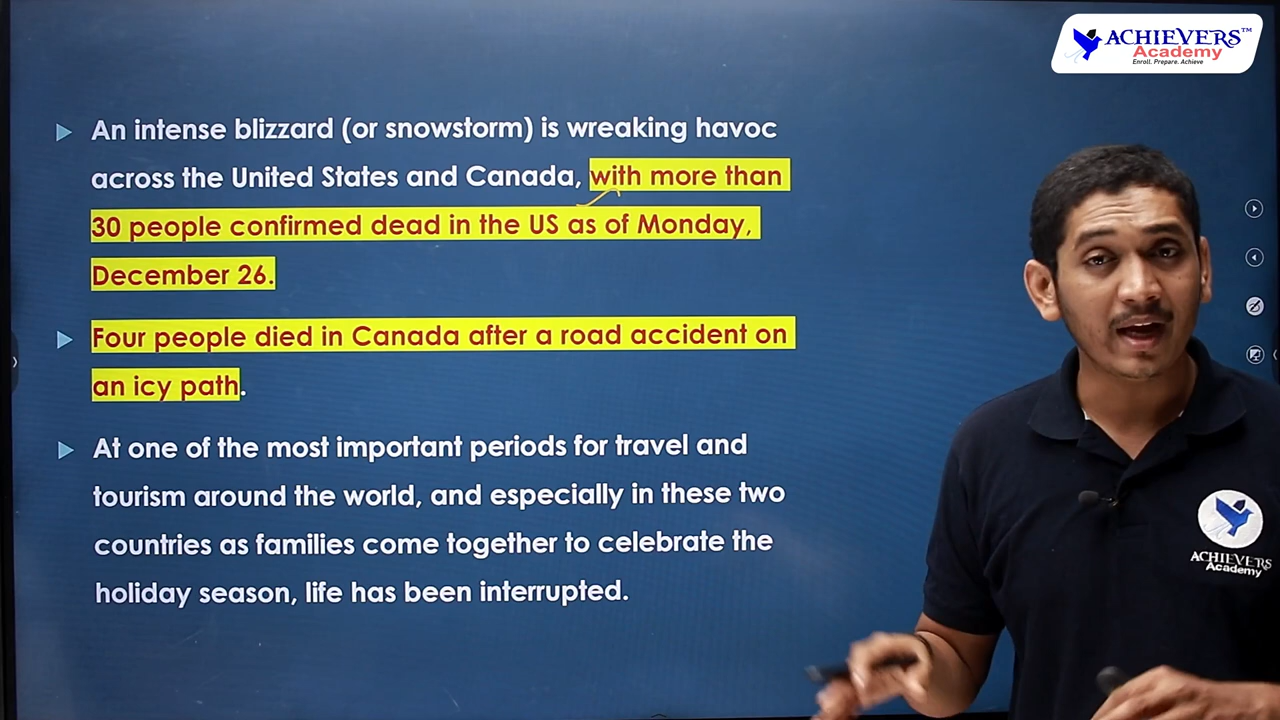 ACHIEVERS™
Academy
Enroll. Prepare. Achieve
An intense blizzard (or snowstorm) is wreaking havoc
across the United States and Canada, with more than
30 people confirmed dead in the US as of Monday,
December 26.
Four people died in Canada after a road accident on
an icy path.
At one of the most important periods for travel and
tourism around the world, and especially in these two
countries as families come together to celebrate the
holiday season, life has been interrupted.
ACHIEVERS
Academy